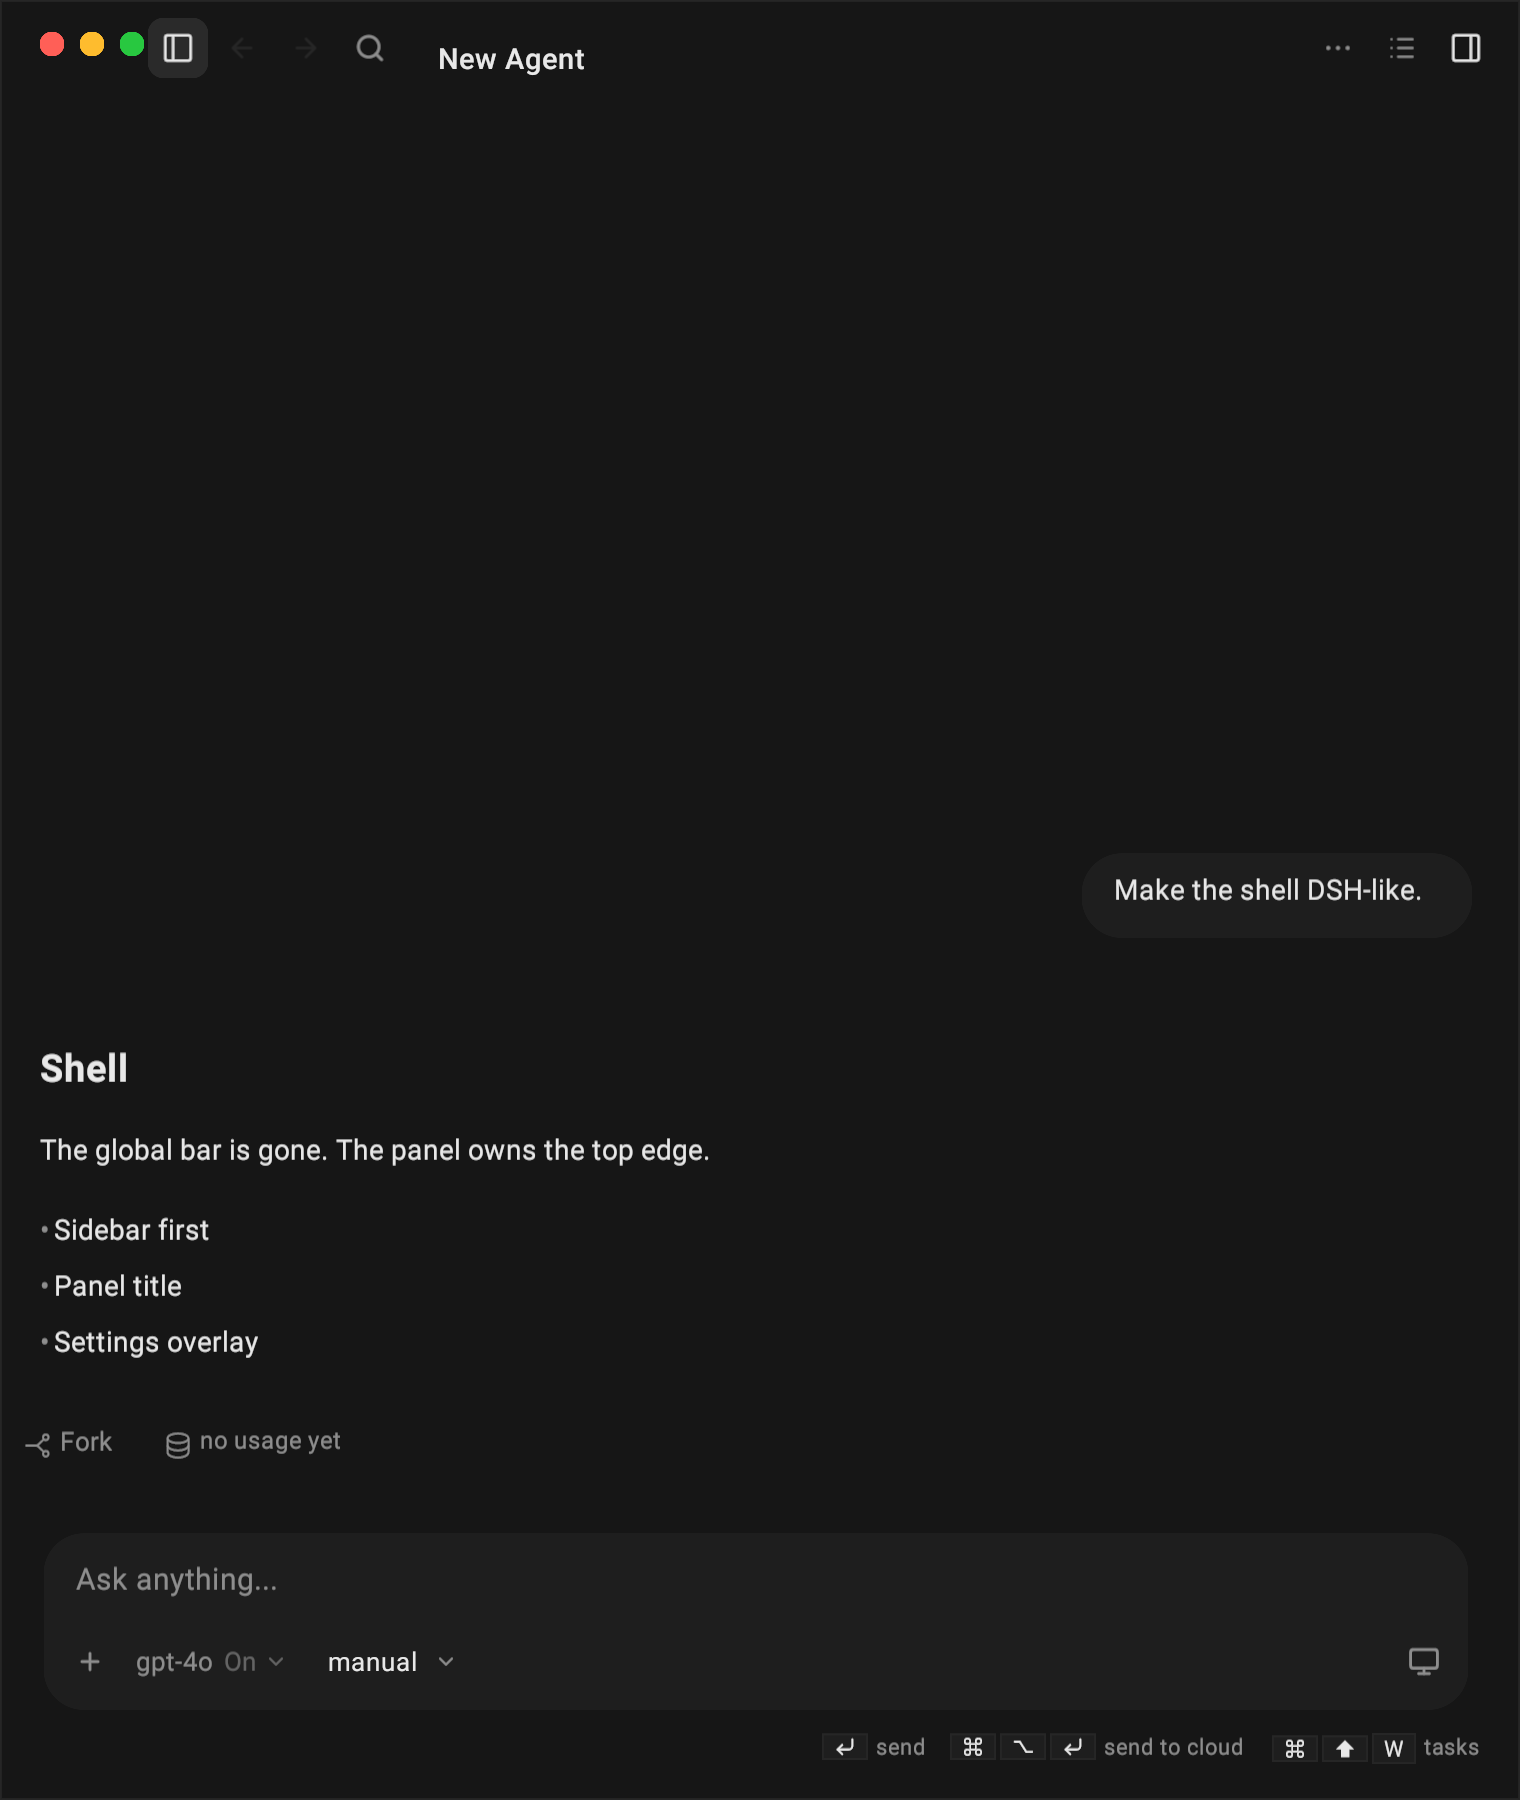 New Agent
Make the shell DSH-like.
Shell
The global bar is gone. The panel owns the top edge.
• Sidebar first
• Panel title
• Settings overlay
Fork no usage yet
Ask anything...
gpt-4o On manual
⏎ send ⌘ ⌥ ⏎ send to cloud ⌘ ⬆ W tasks